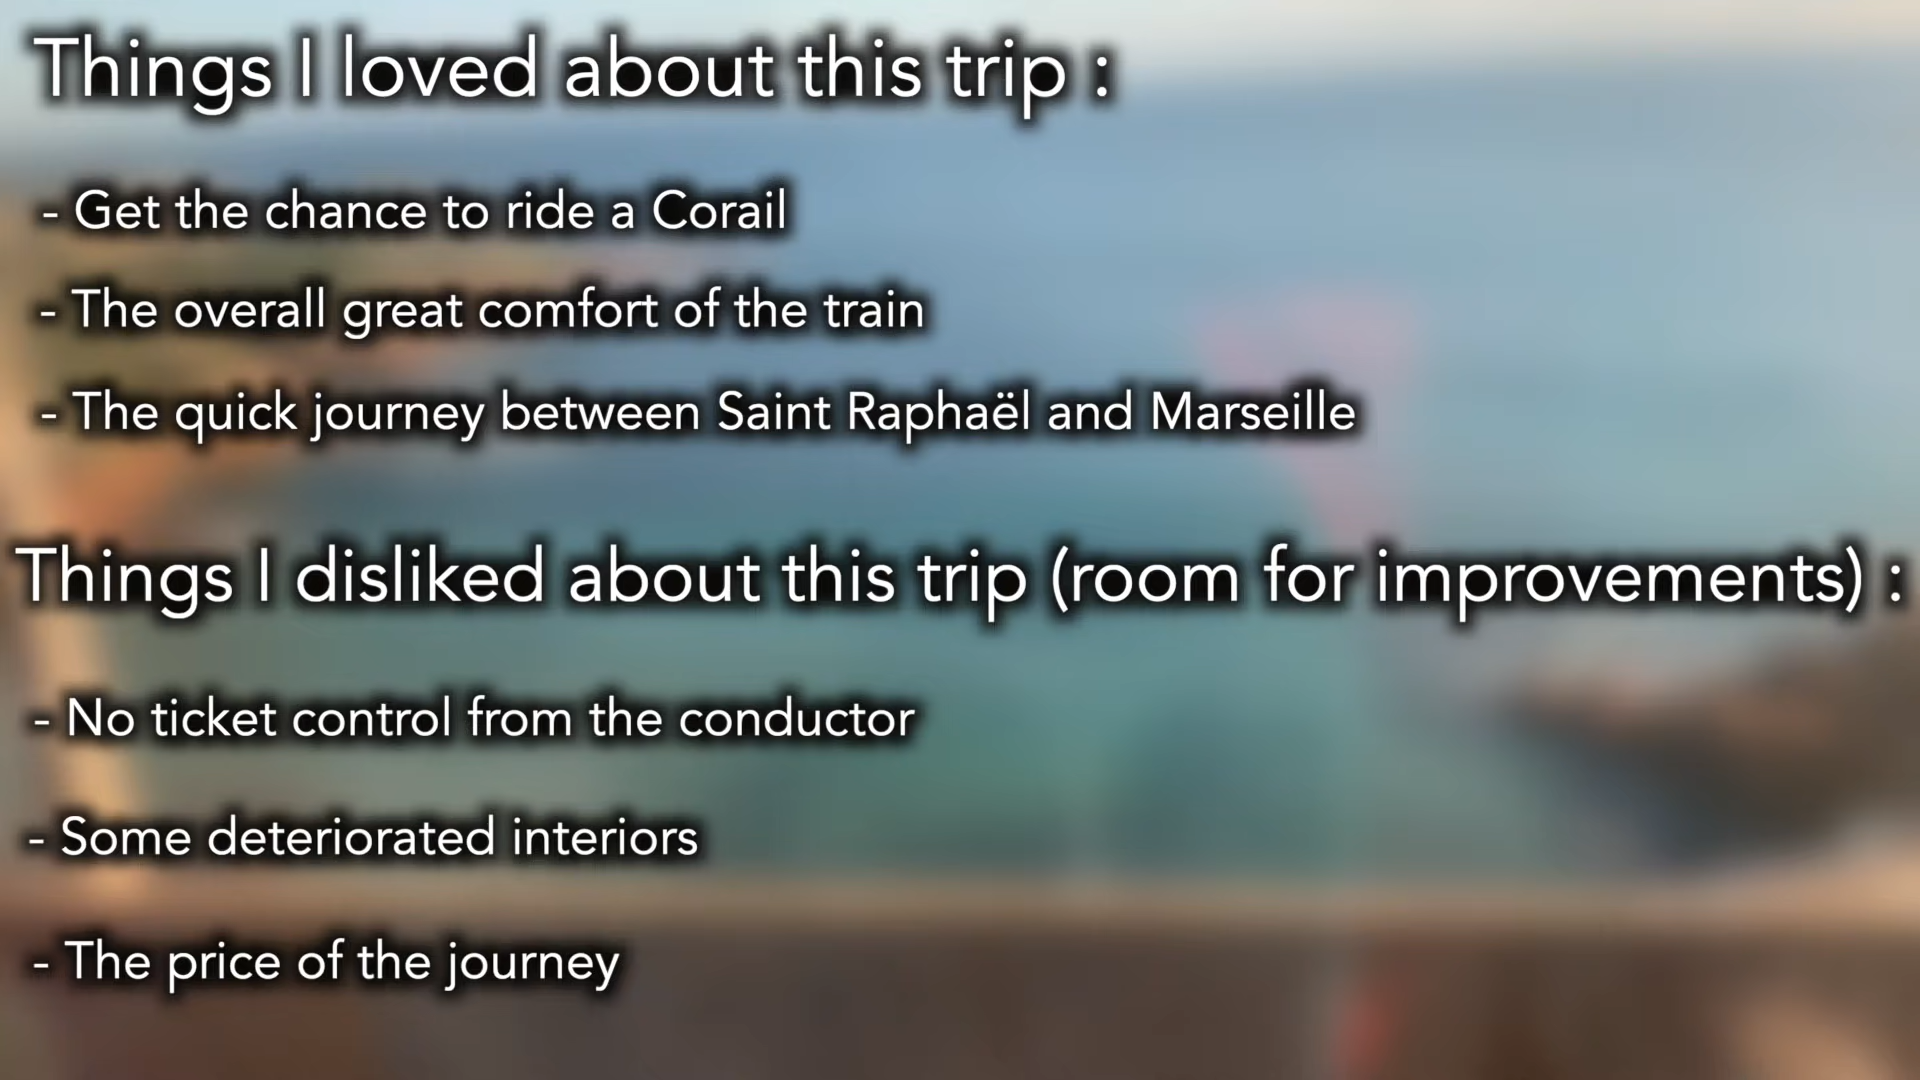 Things I loved about this trip :
- Get the chance to ride a Corail
- The overall great comfort of the train
- The quick journey between Saint Raphaël and Marseille
Things I disliked about this trip (room for improvements) :
- No ticket control from the conductor
- Some deteriorated interiors
- The price of the journey